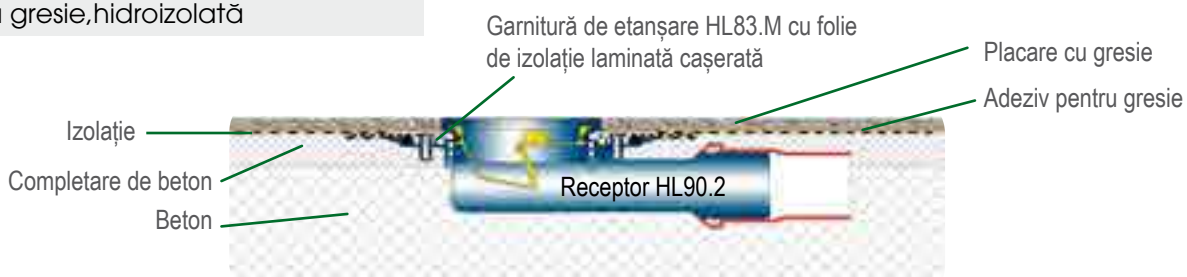 gresie,hidroizolată
Garnitură de etanșare HL83.M cu folie
de izolație laminată cașerată
Placare cu gresie
Adeziv pentru gresie
Izolație
Completare de beton
Receptor HL90.2
Beton